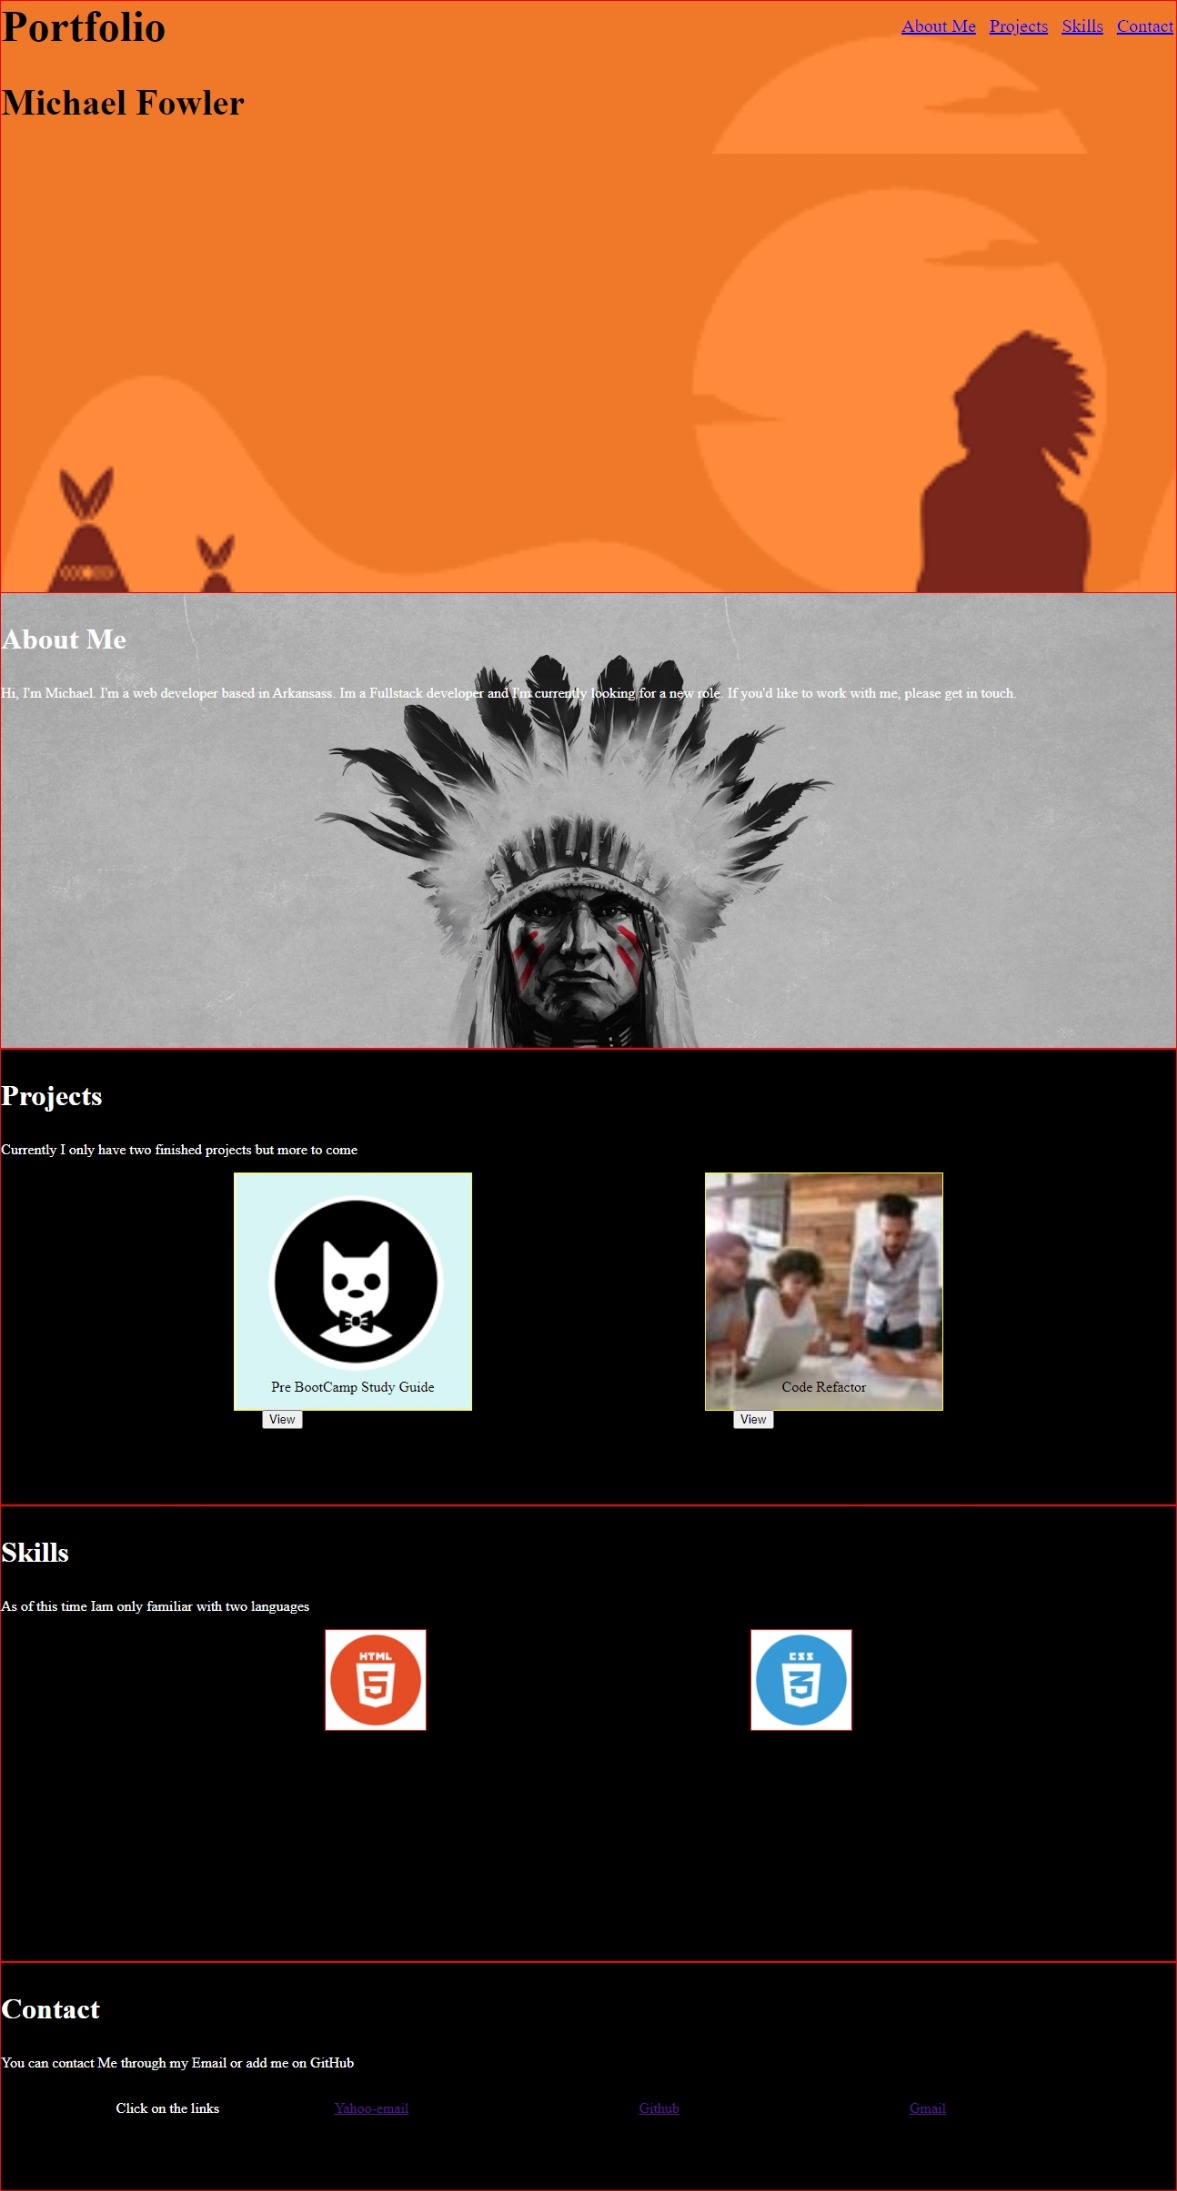 Portfolio
About Me Projects Skills Contact
Michael Fowler
About Me
Hi, I'm Michael. I'm a web developer based in Arkansass. Im a Fullstack developer and I'm currently looking for a new role. If you'd like to work with me, please get in touch.
Projects
Currently I only have two finished projects but more to come
Pre BootCamp Study Guide
Code Refactor
View
View
Skills
As of this time Iam only familiar with two languages
HTML
5
CSS
3
Contact
You can contact Me through my Email or add me on GitHub
Click on the links Yahoo-email Github Gmail